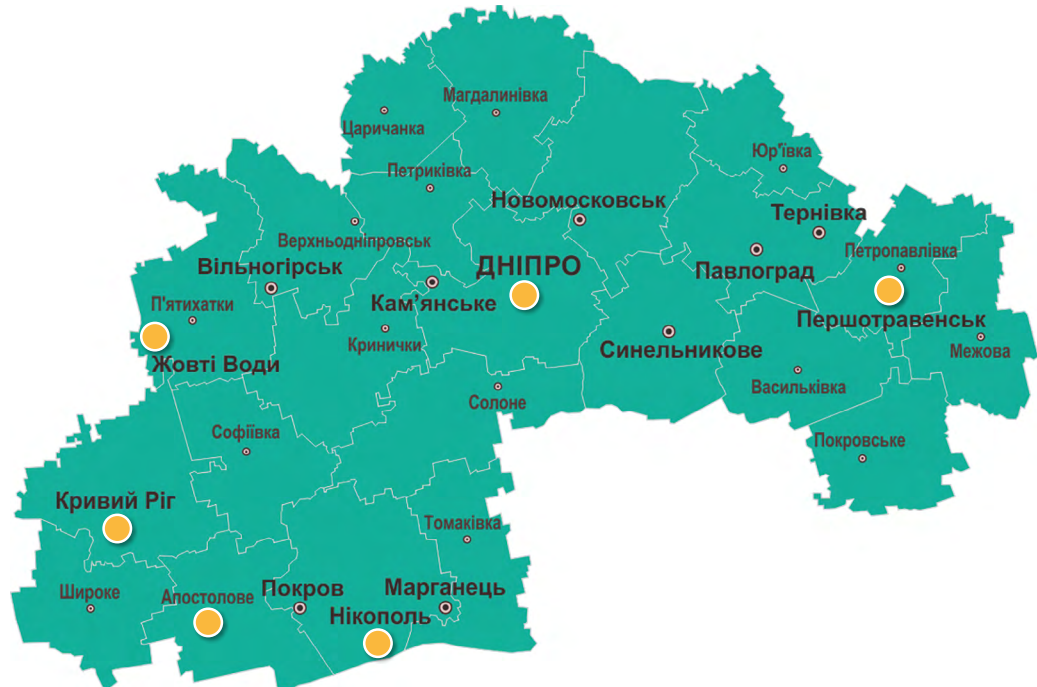 Магдалинівка
Царичанка
Юр'ївка
Петриківка
Новомосковськ
Тернівка
Верхньодніпровськ
Петропавлівка
Вільногірськ
ДНІПРО
Павлоград
Кам’янське
П'ятихатки
Першотравенськ
Кринички
Синельникове
Межова
Жовті Води
Васильківка
Солоне
Софіївка
Покровське
Кривий Ріг
Томаківка
Широке
Апостолове
Покров
Марганець
Нікополь